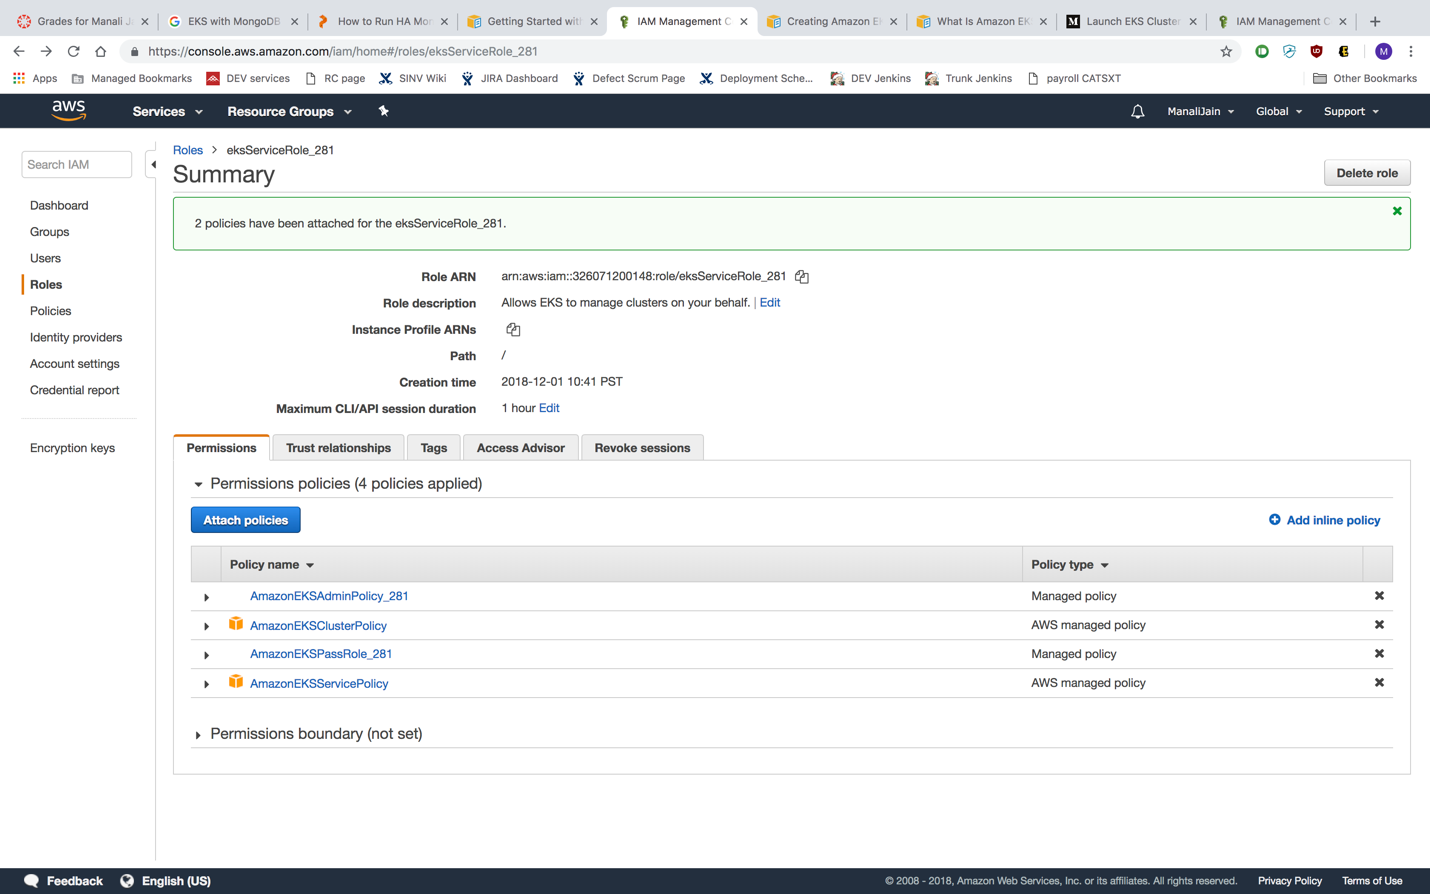 Grades for Manali Ja
EKS with MongoDB
How to Run HA Mon
Getting Started with
IAM Management C
Creating Amazon EK
What Is Amazon EK
Launch EKS Cluster
IAM Management C
https://console.aws.amazon.com/iam/home#/roles/eksServiceRole_281
M
Apps
Managed Bookmarks
DEV services
RC page
SINV Wiki
JIRA Dashboard
Defect Scrum Page
Deployment Sche...
DEV Jenkins
Trunk Jenkins
payroll CATSXT
Other Bookmarks
aws
Services
Resource Groups
ManaliJain
Global
Support
Search IAM
Dashboard
Groups
Users
Roles
Policies
Identity providers
Account settings
Credential report
Encryption keys
Roles > eksServiceRole_281
Summary
Delete role
2 policies have been attached for the eksServiceRole_281.
Role ARN arn:aws:iam::326071200148:role/eksServiceRole_281
Role description Allows EKS to manage clusters on your behalf. | Edit
Instance Profile ARNs
Path /
Creation time 2018-12-01 10:41 PST
Maximum CLI/API session duration 1 hour Edit
Permissions
Trust relationships
Tags
Access Advisor
Revoke sessions
Permissions policies (4 policies applied)
Attach policies
Add inline policy
Policy name
Policy type
AmazonEKSAdminPolicy_281 Managed policy
AmazonEKSClusterPolicy AWS managed policy
AmazonEKSPassRole_281 Managed policy
AmazonEKSServicePolicy AWS managed policy
Permissions boundary (not set)
Feedback
English (US)
© 2008 - 2018, Amazon Web Services, Inc. or its affiliates. All rights reserved.
Privacy Policy
Terms of Use